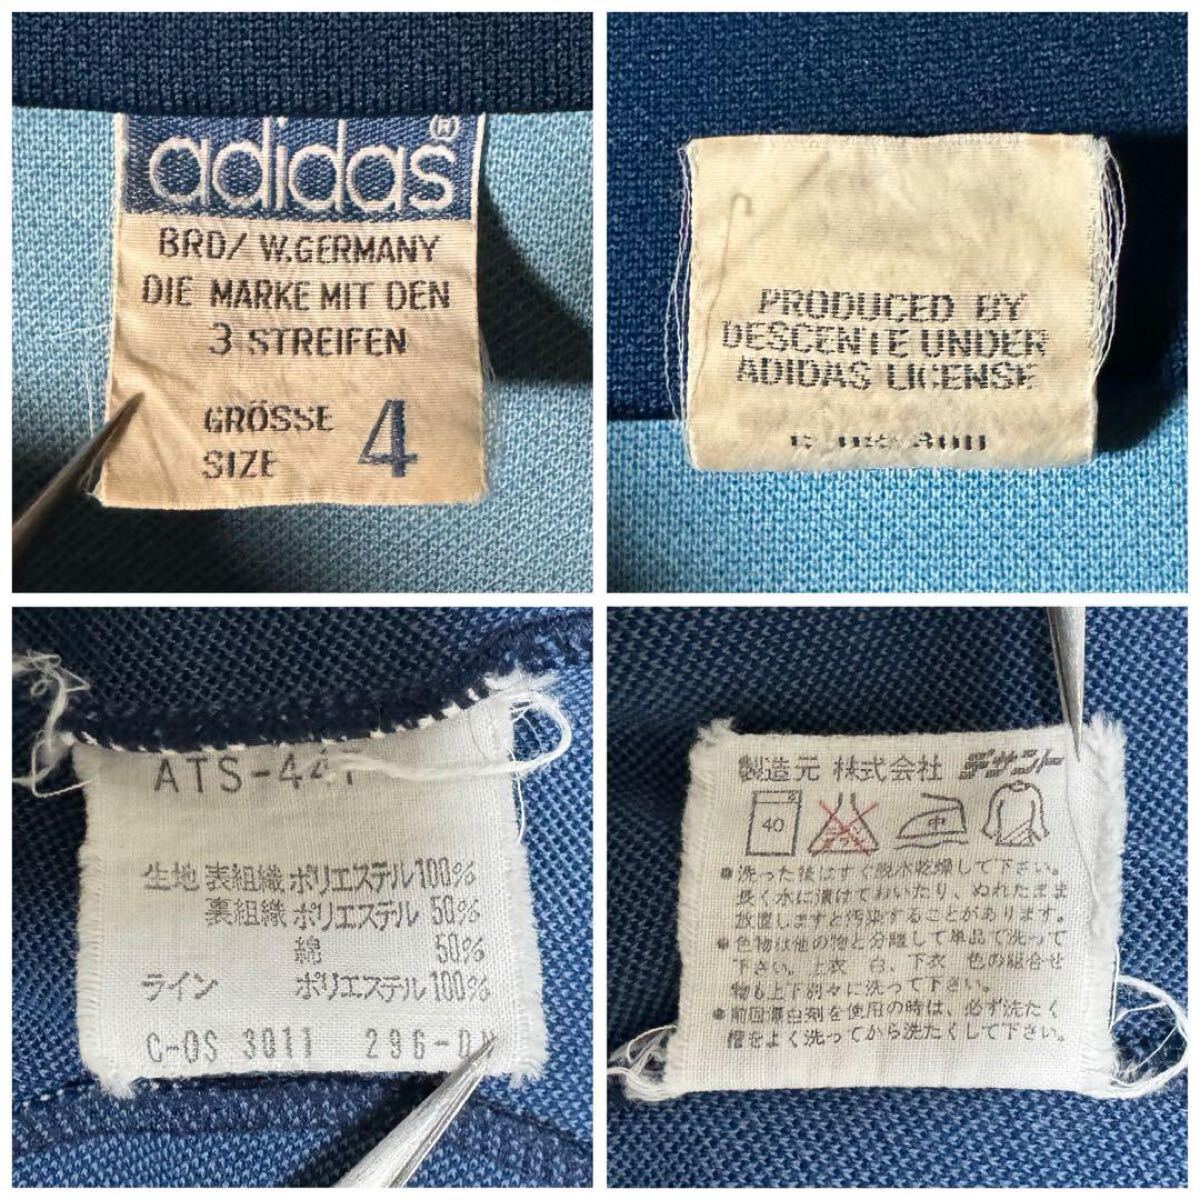 adidas®
BRD/ W.GERMANY
DIE MARKE MIT DEN
3 STREIFEN
GRÖSSE
SIZE 4
PRODUCED BY
DESCENTE UNDER
ADIDAS LICENSE
ATS-44
生地 表組織 ポリエステル100%
裏組織 ポリエステル 50%
綿 50%
ライン ポリエステル100%
C-OS 3011 296-DN
製造元 株式会社 デサント
40 中
●洗った後はすぐ脱水乾燥して下さい。
長く水に漬けておいたり、ぬれたまま
放置しますと汚染することがあります。
●色物は他の物と分離して単品で洗って
下さい。上衣 白、下衣 色の組合せ
物も上下別々に洗って下さい。
●前回漂白剤を使用の時は、必ず洗たく
槽をよく洗ってから洗たくして下さい。